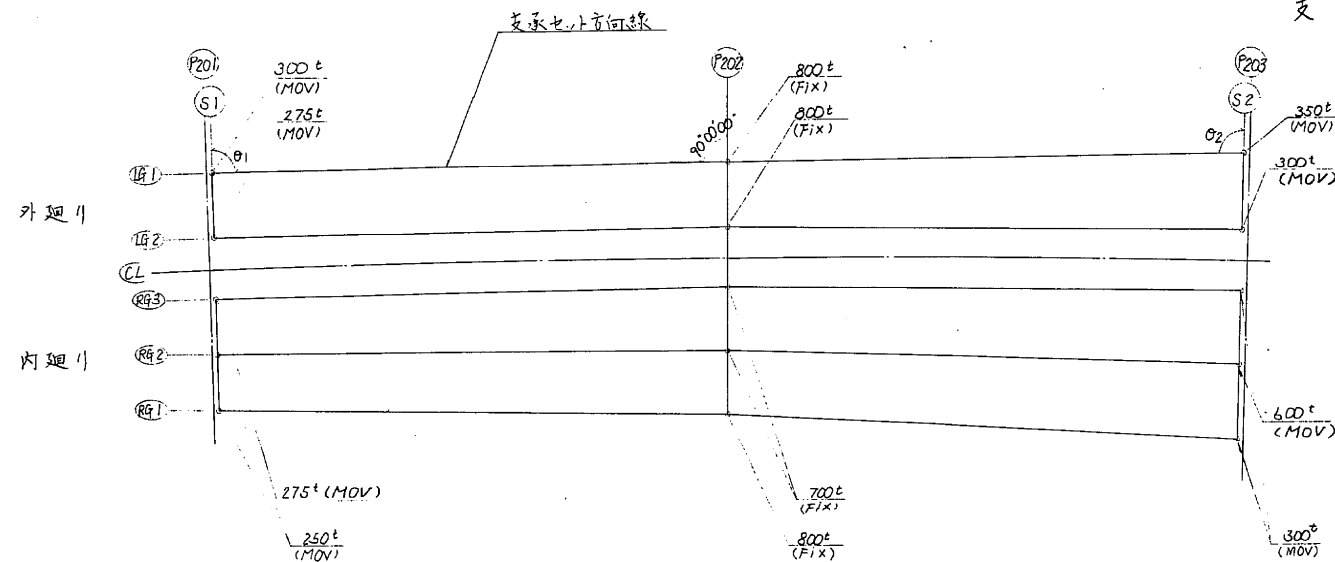 支
支承セット方向線
P201
P202
P203
300t
(MOV)
275t
(MOV)
800t
(Fix)
800t
(Fix)
S1
S2
350t
(MOV)
300t
(MOV)
θ1
90°00'00"
θ2
LG1
外廻り
LG2
CL
RG3
内廻り
RG2
RG1
600t
(MOV)
275t (MOV)
700t
(Fix)
250t
(MOV)
800t
(Fix)
300t
(MOV)